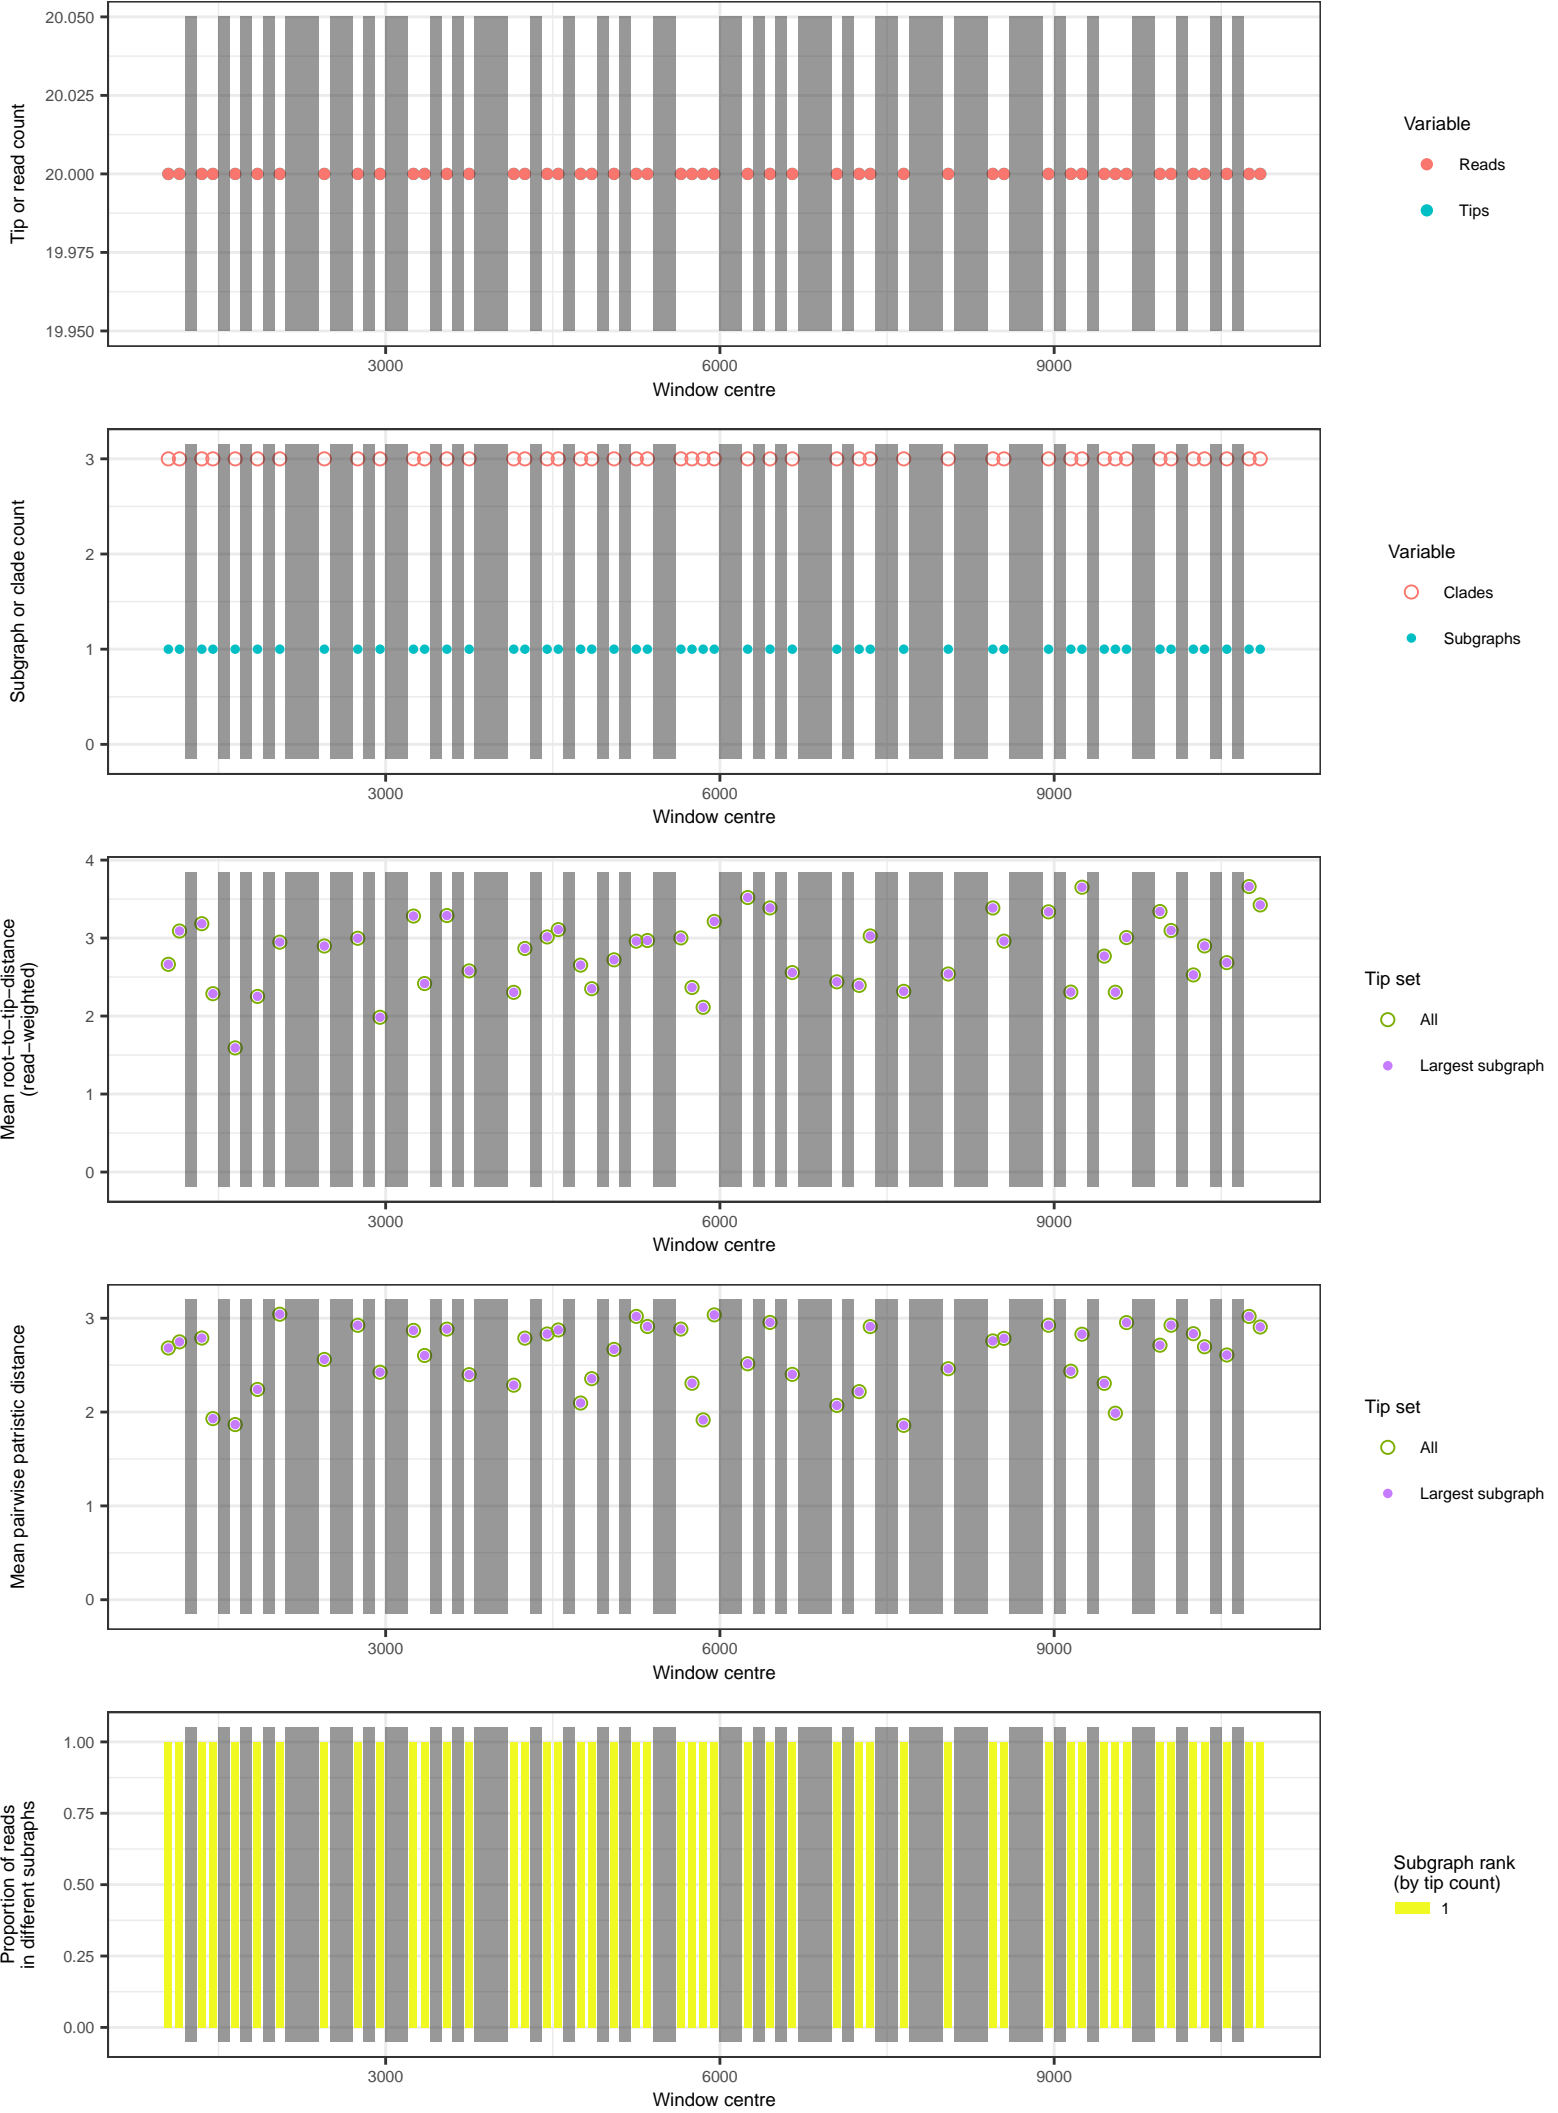 20.050
20.025
20.000
19.975
19.950
Tip or read count
3000
6000
9000
Window centre
Variable
Reads
Tips
3
2
1
0
Subgraph or clade count
3000
6000
9000
Window centre
Variable
Clades
Subgraphs
4
3
2
1
0
Mean root-to-tip-distance
(read-weighted)
3000
6000
9000
Window centre
Tip set
All
Largest subgraph
3
2
1
0
Mean pairwise patristic distance
3000
6000
9000
Window centre
Tip set
All
Largest subgraph
1.00
0.75
0.50
0.25
0.00
Proportion of reads
in different subraphs
3000
6000
9000
Window centre
Subgraph rank
(by tip count)
1